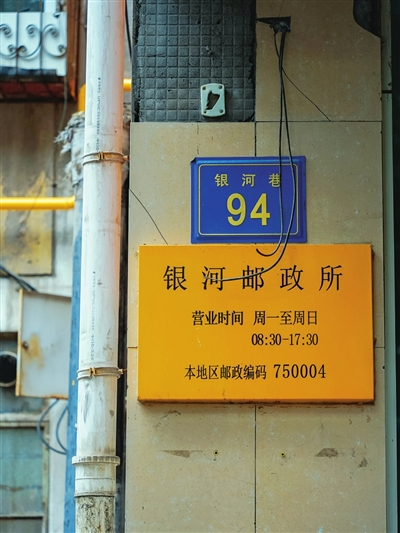 银河巷
94
银河邮政所
营业时间 周一至周日
08:30-17:30
本地区邮政编码 750004